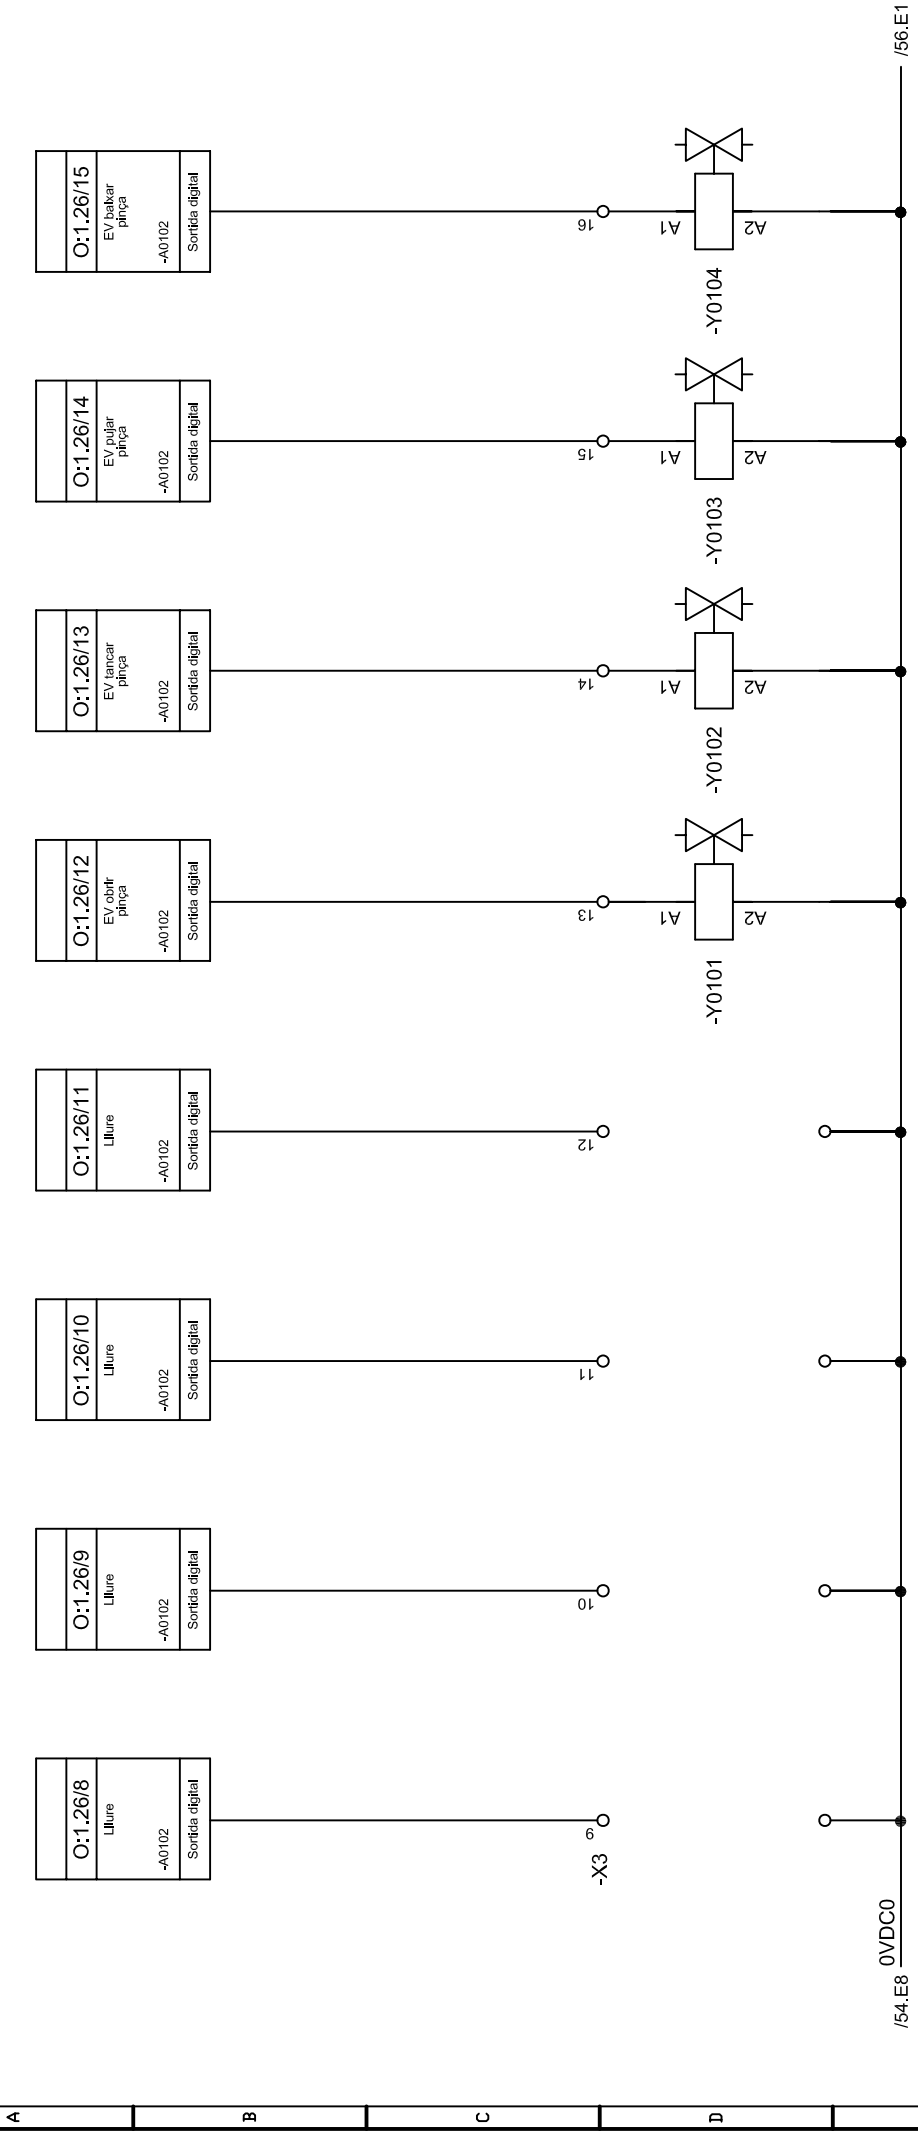 O:1.26/8
Lliure
-A0102
Sortida digital
O:1.26/9
Lliure
-A0102
Sortida digital
O:1.26/10
Lliure
-A0102
Sortida digital
O:1.26/11
Lliure
-A0102
Sortida digital
O:1.26/12
EV obrir
pinça
-A0102
Sortida digital
O:1.26/13
EV tancar
pinça
-A0102
Sortida digital
O:1.26/14
EV pujar
pinça
-A0102
Sortida digital
O:1.26/15
EV baixar
pinça
-A0102
Sortida digital
-X3
9
10
11
12
13
14
15
16
-Y0101
A1
A2
-Y0102
A1
A2
-Y0103
A1
A2
-Y0104
A1
A2
/54.E8
0VDC0
/56.E1
A
B
C
D